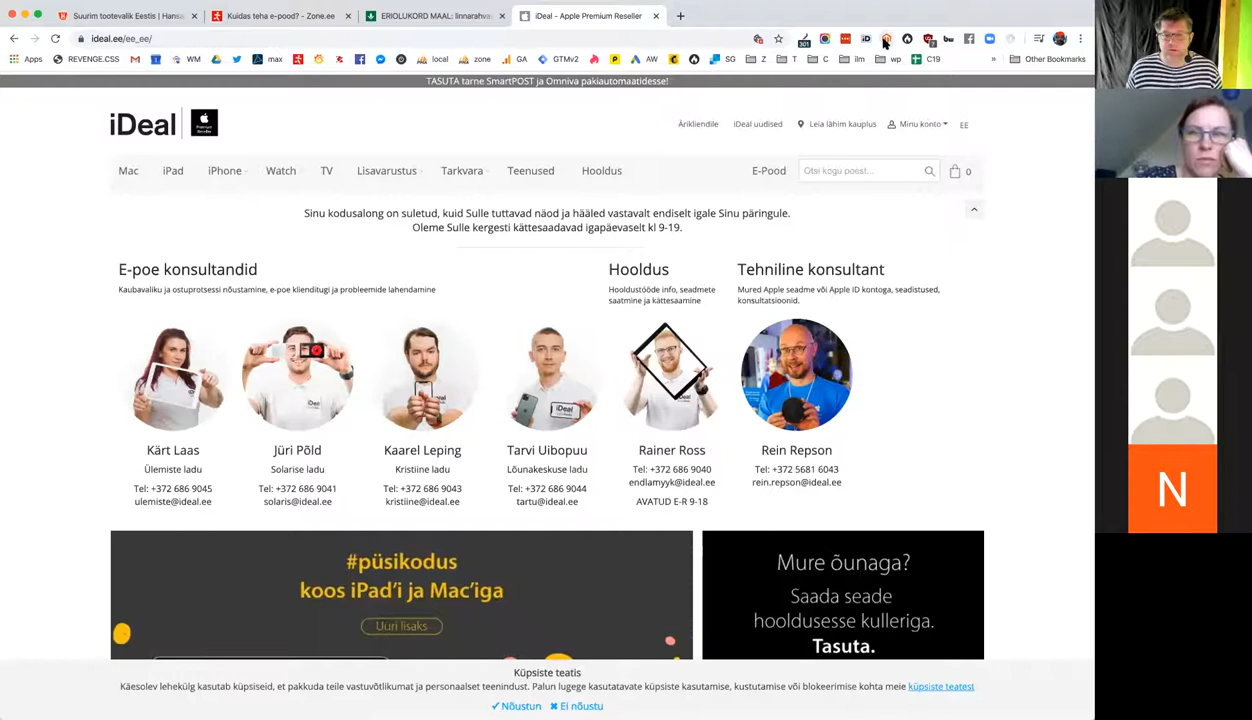 Suurim tootevalik Eestis | Hansa
Kuidas teha e-pood? - Zone.ee
ERIOLUKORD MAAL: linnarahva
iDeal - Apple Premium Reseller
ideal.ee/ee_ee/
301
7
Apps
REVENGE.CSS
WM
max
local
zone
GA
GTMv2
AW
SG
Z
T
C
ilm
wp
C19
»
Other Bookmarks
TASUTA tarne SmartPOST ja Omniva pakiautomaatidesse!
iDeal
Premium Reseller
Ärikliendile
iDeal uudised
Leia lähim kauplus
Minu konto
EE
Mac
iPad
iPhone
Watch
TV
Lisavarustus
Tarkvara
Teenused
Hooldus
E-Pood
Otsi kogu poest...
0
Sinu kodusalong on suletud, kuid Sulle tuttavad näod ja hääled vastavalt endiselt igale Sinu päringule.
Oleme Sulle kergesti kättesaadavad igapäevaselt kl 9-19.
E-poe konsultandid
Kaubavaliku ja ostuprotsessi nõustamine, e-poe klienditugi ja probleemide lahendamine
Hooldus
Hooldustööde info, seadmete
saatmine ja kättesaamine
Tehniline konsultant
Mured Apple seadme või Apple ID kontoga, seadistused,
konsultatsioonid.
iDeal
iDeal
Kärt Laas
Ülemiste ladu
Tel: +372 686 9045
ulemiste@ideal.ee
Jüri Põld
Solarise ladu
Tel: +372 686 9041
solaris@ideal.ee
Kaarel Leping
Kristiine ladu
Tel: +372 686 9043
kristiine@ideal.ee
Tarvi Uibopuu
Lõunakeskuse ladu
Tel: +372 686 9044
tartu@ideal.ee
Rainer Ross
Tel: +372 686 9040
endlamyyk@ideal.ee
AVATUD E-R 9-18
Rein Repson
Tel: +372 5681 6043
rein.repson@ideal.ee
#püsikodus
koos iPad'i ja Mac'iga
Uuri lisaks
Mure õunaga?
Saada seade
hooldusesse kulleriga.
Tasuta.
Küpsiste teatis
Käesolev lehekülg kasutab küpsiseid, et pakkuda teile vastuvõtlikumat ja personaalset teenindust. Palun lugege kasutatavate küpsiste kasutamise, kustutamise või blokeerimise kohta meie küpsiste teatest
✔ Nõustun ✖ Ei nõustu
N